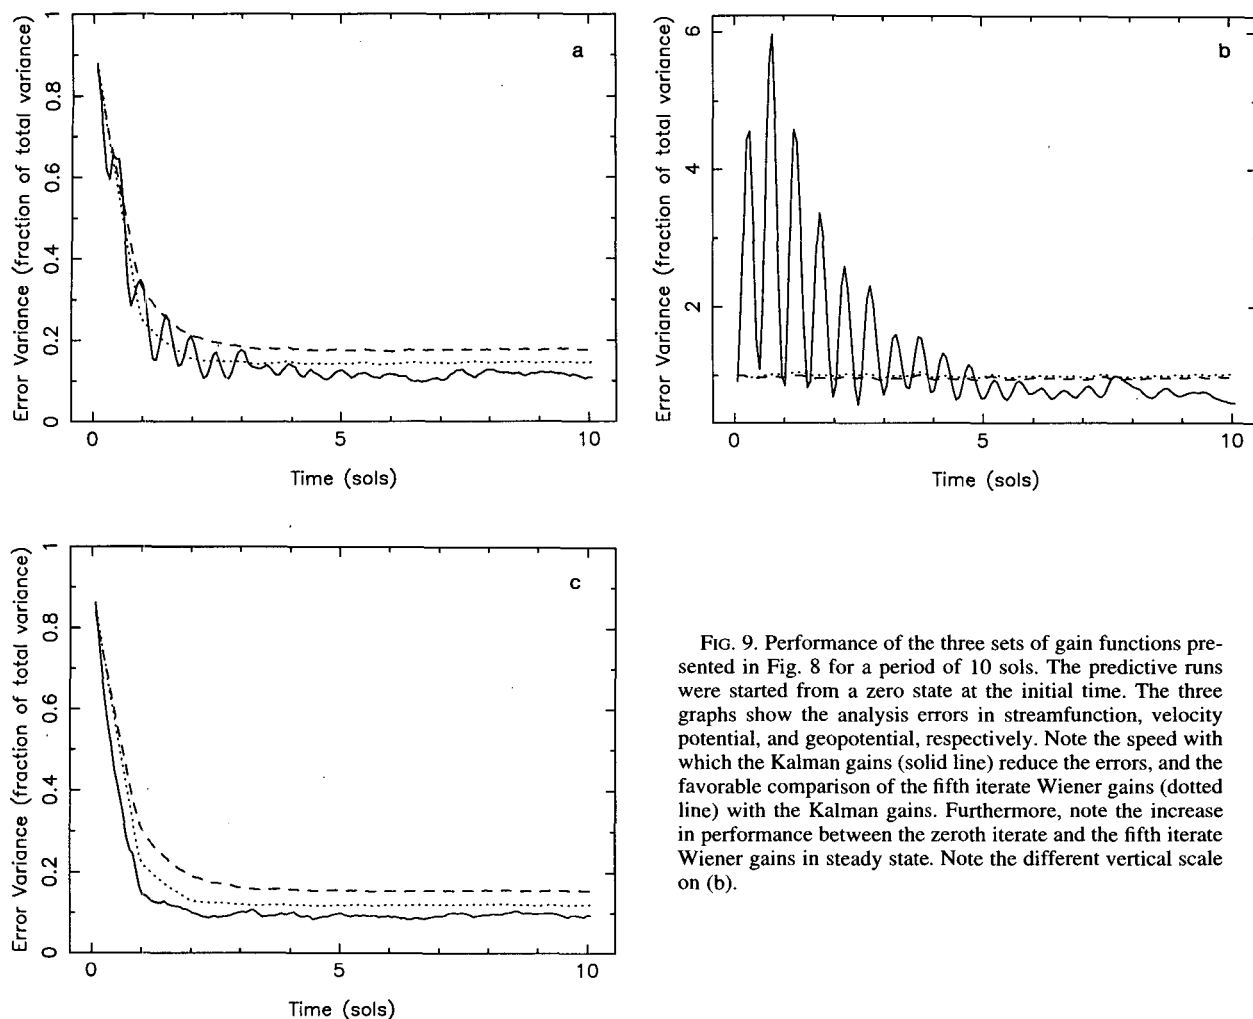 a
Error Variance (fraction of total variance)
1
0.8
0.6
0.4
0.2
0
0
5
10
Time (sols)
b
Error Variance (fraction of total variance)
6
4
2
0
5
10
Time (sols)
c
Error Variance (fraction of total variance)
1
0.8
0.6
0.4
0.2
0
0
5
10
Time (sols)
FIG. 9. Performance of the three sets of gain functions pre-
sented in Fig. 8 for a period of 10 sols. The predictive runs
were started from a zero state at the initial time. The three
graphs show the analysis errors in streamfunction, velocity
potential, and geopotential, respectively. Note the speed with
which the Kalman gains (solid line) reduce the errors, and the
favorable comparison of the fifth iterate Wiener gains (dotted
line) with the Kalman gains. Furthermore, note the increase
in performance between the zeroth iterate and the fifth iterate
Wiener gains in steady state. Note the different vertical scale
on (b).